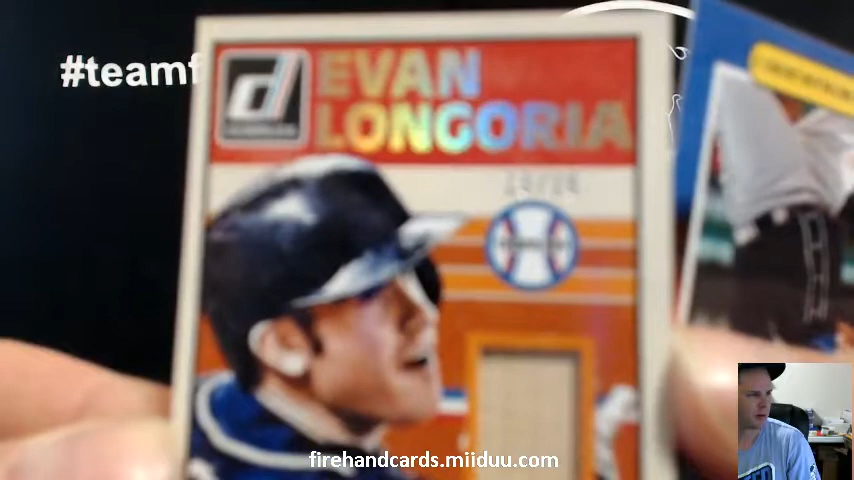 #teamf
d
EVAN
LONGORIA
firehandcards.miiduu.com